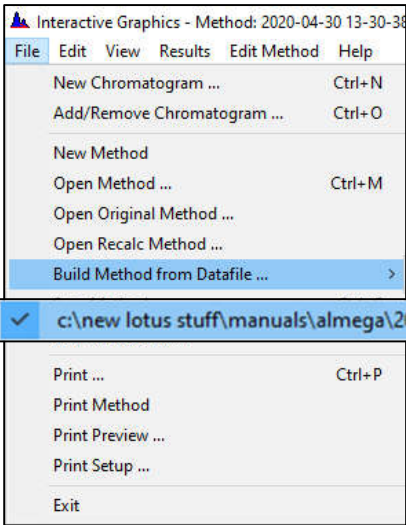 Interactive Graphics - Method: 2020-04-30 13-30-38
File Edit View Results Edit Method Help
New Chromatogram ... Ctrl+N
Add/Remove Chromatogram ... Ctrl+O
New Method
Open Method ... Ctrl+M
Open Original Method ...
Open Recalc Method ...
Build Method from Datafile ... >
c:\new lotus stuff\manuals\almega\20
Print ... Ctrl+P
Print Method
Print Preview ...
Print Setup ...
Exit